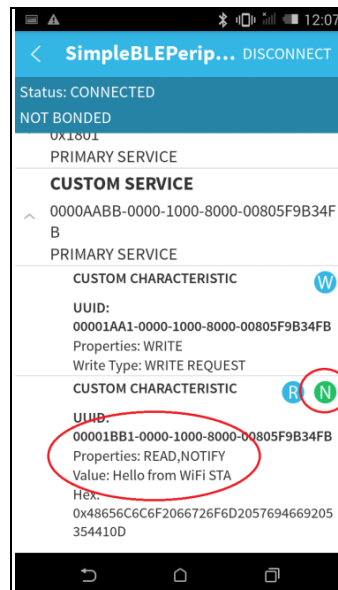 12:07
SimpleBLEPerip... DISCONNECT
Status: CONNECTED
NOT BONDED
0x1801
PRIMARY SERVICE
CUSTOM SERVICE
0000AABB-0000-1000-8000-00805F9B34F
B
PRIMARY SERVICE
CUSTOM CHARACTERISTIC W
UUID:
00001AA1-0000-1000-8000-00805F9B34FB
Properties: WRITE
Write Type: WRITE REQUEST
CUSTOM CHARACTERISTIC R N
UUID:
00001BB1-0000-1000-8000-00805F9B34FB
Properties: READ,NOTIFY
Value: Hello from WiFi STA
Hex:
0x48656C6C6F2066726F6D2057694669205
354410D